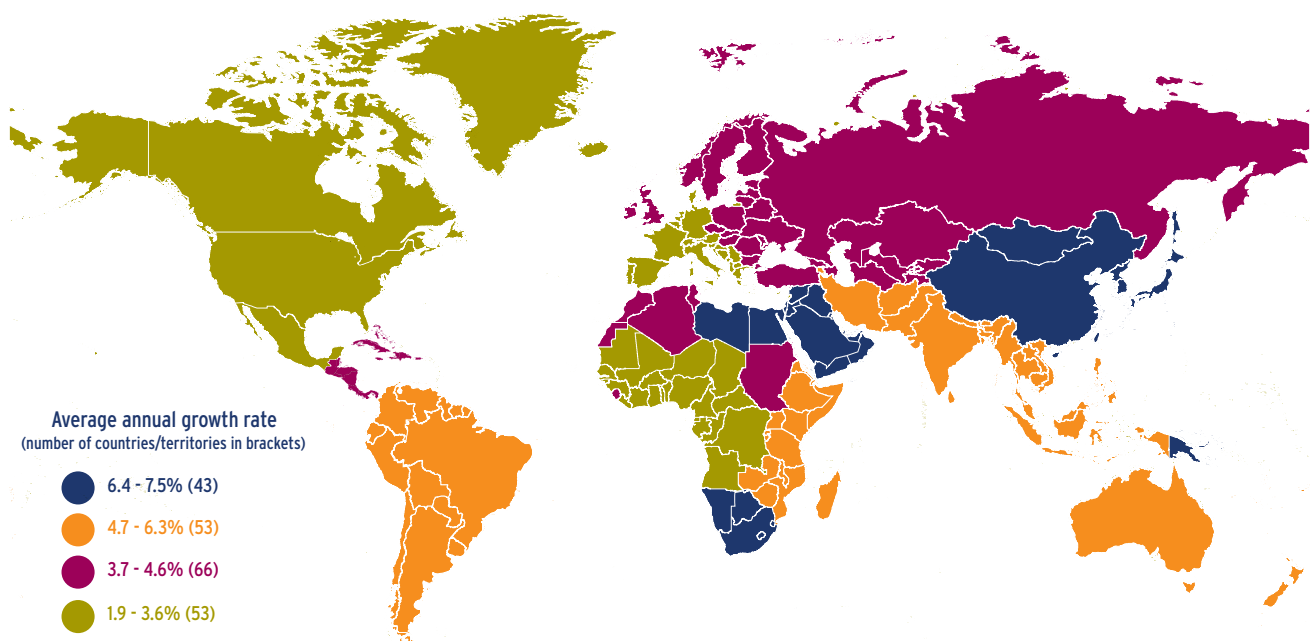 Average annual growth rate
(number of countries/territories in brackets)
6.4 - 7.5% (43)
4.7 - 6.3% (53)
3.7 - 4.6% (66)
1.9 - 3.6% (53)